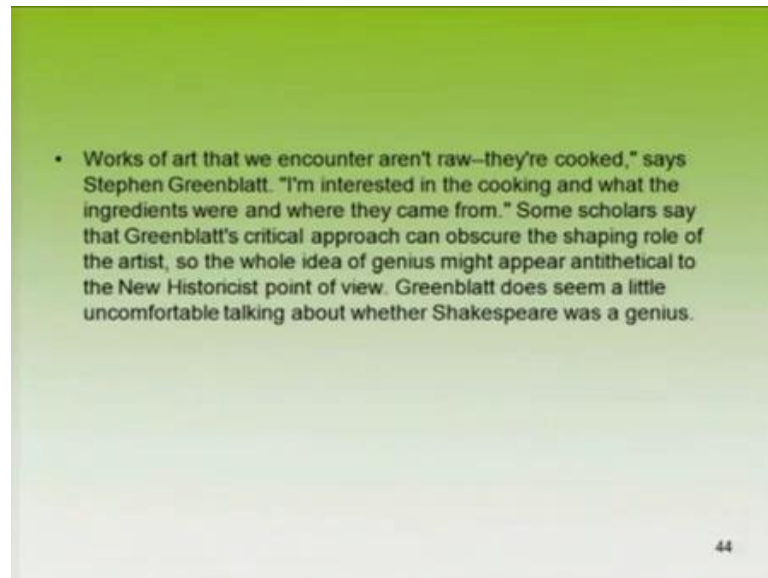 • Works of art that we encounter aren't raw–they're cooked," says
Stephen Greenblatt. "I'm interested in the cooking and what the
ingredients were and where they came from." Some scholars say
that Greenblatt's critical approach can obscure the shaping role of
the artist, so the whole idea of genius might appear antithetical to
the New Historicist point of view. Greenblatt does seem a little
uncomfortable talking about whether Shakespeare was a genius.
44